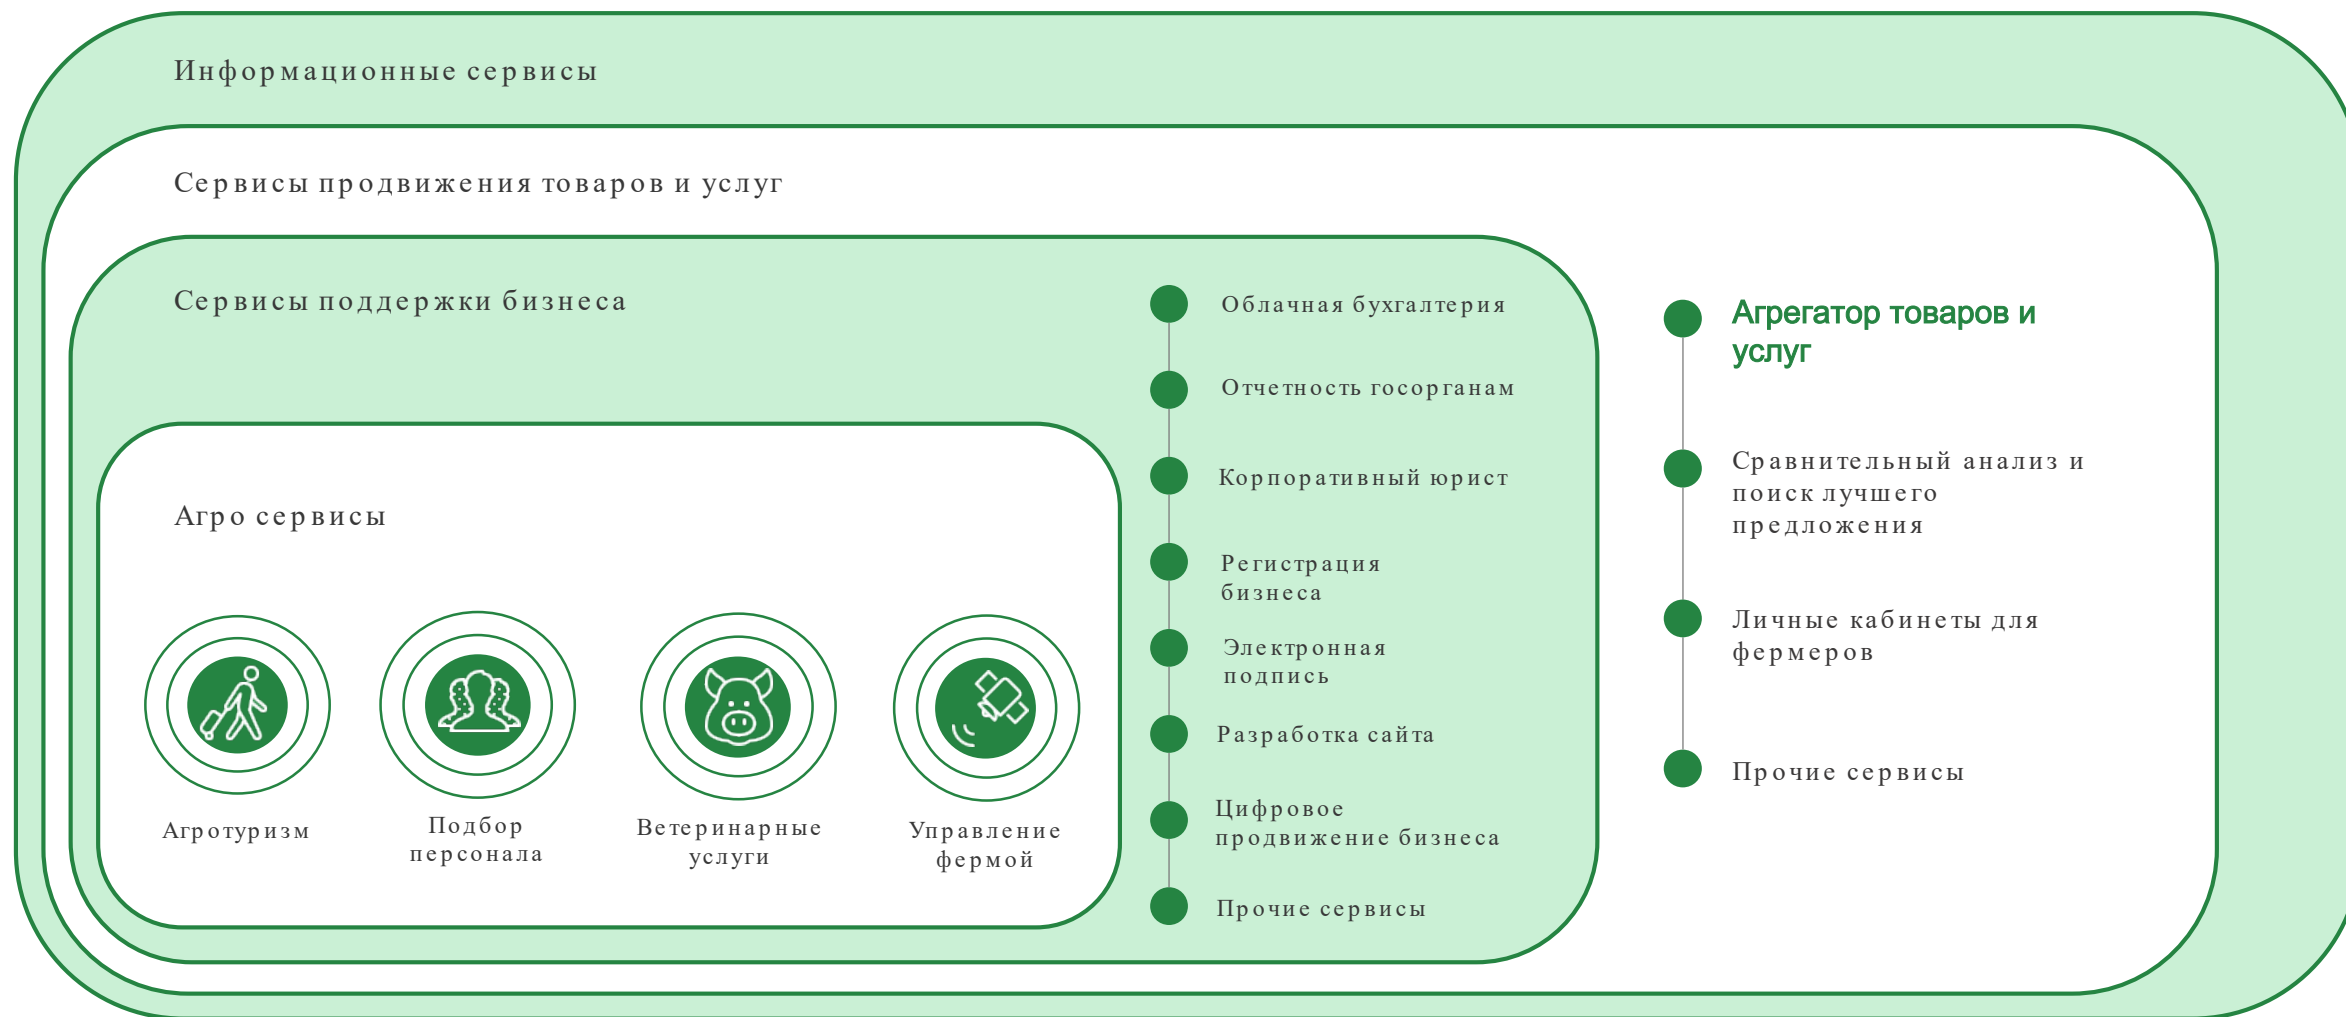 Информационные сервисы
Сервисы продвижения товаров и услуг
Сервисы поддержки бизнеса
Агро сервисы
Агротуризм
Подбор
персонала
Ветеринарные
услуги
Управление
фермой
Облачная бухгалтерия
Отчетность госорганам
Корпоративный юрист
Регистрация
бизнеса
Электронная
подпись
Разработка сайта
Цифровое
продвижение бизнеса
Прочие сервисы
Агрегатор товаров и
услуг
Сравнительный анализ и
поиск лучшего
предложения
Личные кабинеты для
фермеров
Прочие сервисы